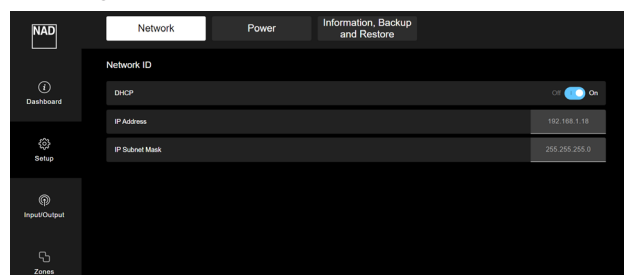 NAD
Network
Power
Information, Backup
and Restore
Network ID
Dashboard
DHCP
Off
On
IP Address
192.168.1.18
Setup
IP Subnet Mask
255.255.255.0
Input/Output
Zones